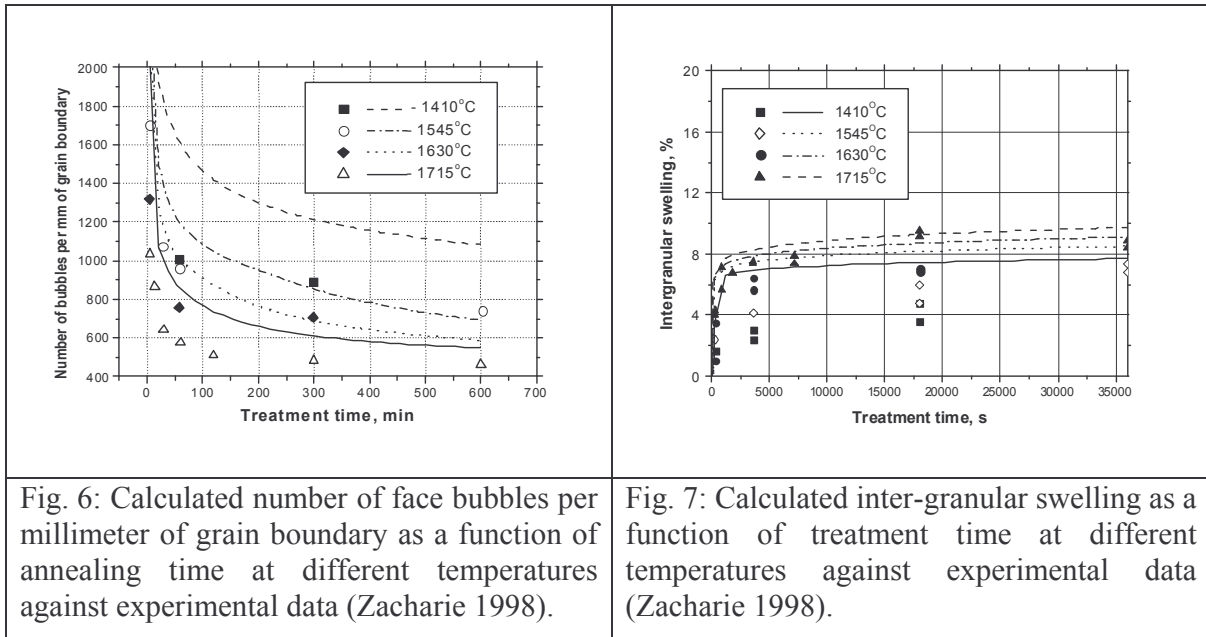 2000
1800
1600
1400
1200
1000
800
600
400
0 100 200 300 400 500 600 700
Number of bubbles per mm of grain boundary
Treatment time, min
1410°C
1545°C
1630°C
1715°C
20
16
12
8
4
0
0 5000 10000 15000 20000 25000 30000 35000
Intergranular swelling, %
Treatment time, s
1410°C
1545°C
1630°C
1715°C
Fig. 6: Calculated number of face bubbles per
millimeter of grain boundary as a function of
annealing time at different temperatures
against experimental data (Zacharie 1998).
Fig. 7: Calculated inter-granular swelling as a
function of treatment time at different
temperatures against experimental data
(Zacharie 1998).